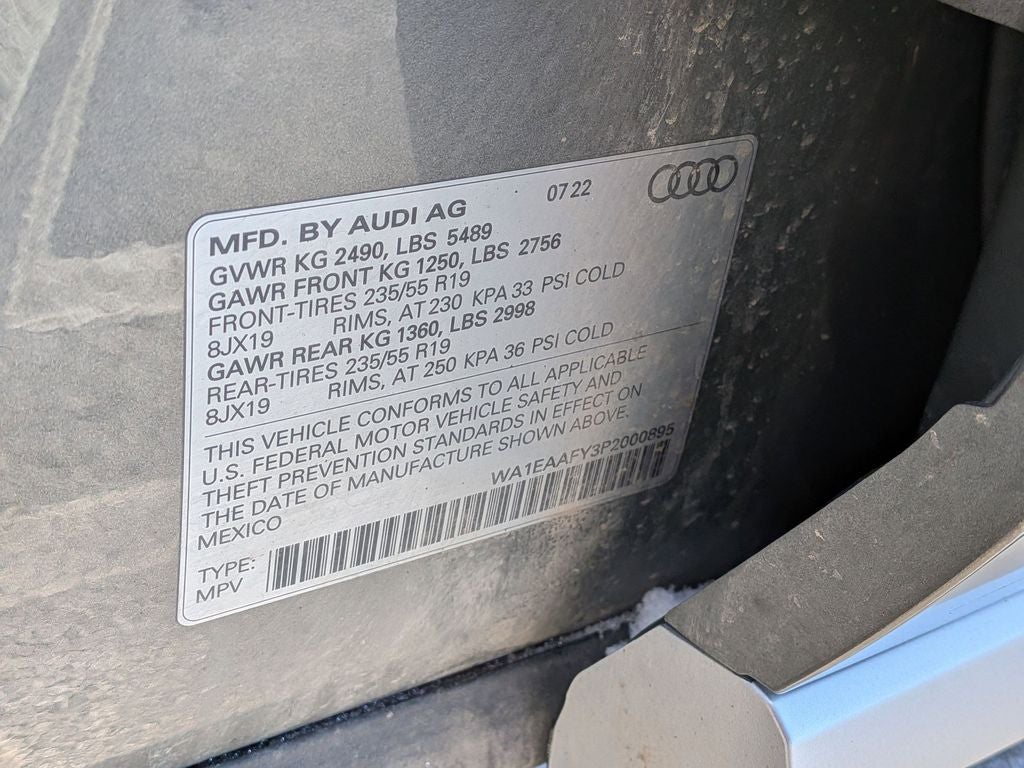 07 22
MFD. BY AUDI AG
GVWR KG 2490, LBS 5489
GAWR FRONT KG 1250, LBS 2756
FRONT-TIRES 235/55 R19
8JX19 RIMS, AT 230 KPA 33 PSI COLD
GAWR REAR KG 1360, LBS 2998
REAR-TIRES 235/55 R19
8JX19 RIMS, AT 250 KPA 36 PSI COLD
THIS VEHICLE CONFORMS TO ALL APPLICABLE
U.S. FEDERAL MOTOR VEHICLE SAFETY AND
THEFT PREVENTION STANDARDS IN EFFECT ON
THE DATE OF MANUFACTURE SHOWN ABOVE.
MEXICO
WA1EAAFY3P2000895
TYPE:
MPV